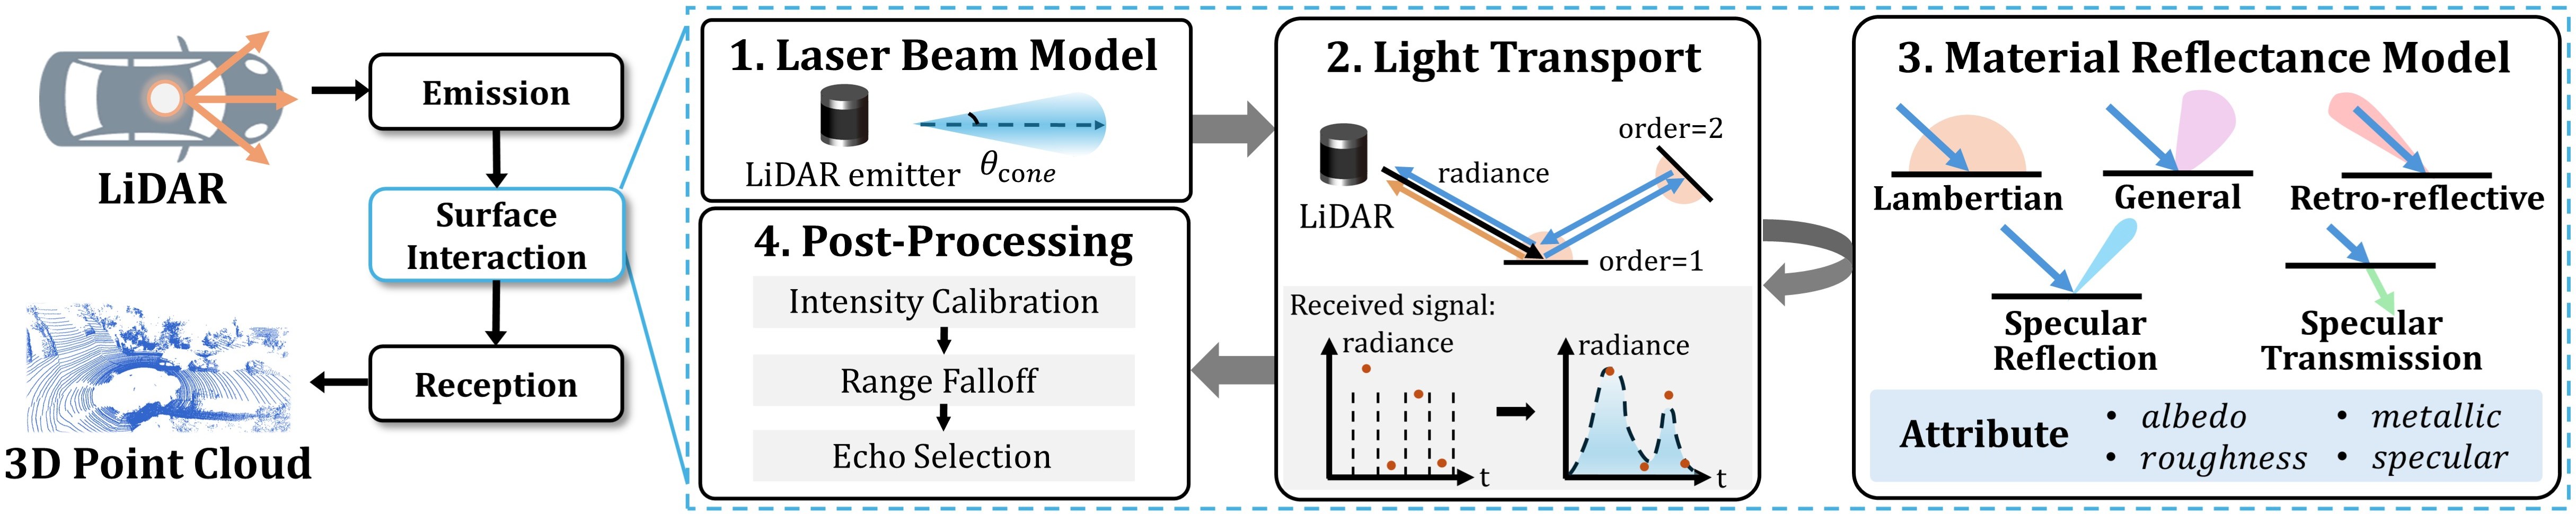 LiDAR
Emission
Surface
Interaction
Reception
3D Point Cloud
1. Laser Beam Model
LiDAR emitter
θcone
4. Post-Processing
Intensity Calibration
Range Falloff
Echo Selection
2. Light Transport
order=2
radiance
LiDAR
order=1
Received signal:
radiance
t
radiance
t
3. Material Reflectance Model
Lambertian
General
Retro-reflective
Specular
Reflection
Specular
Transmission
Attribute
• albedo
• metallic
• roughness
• specular